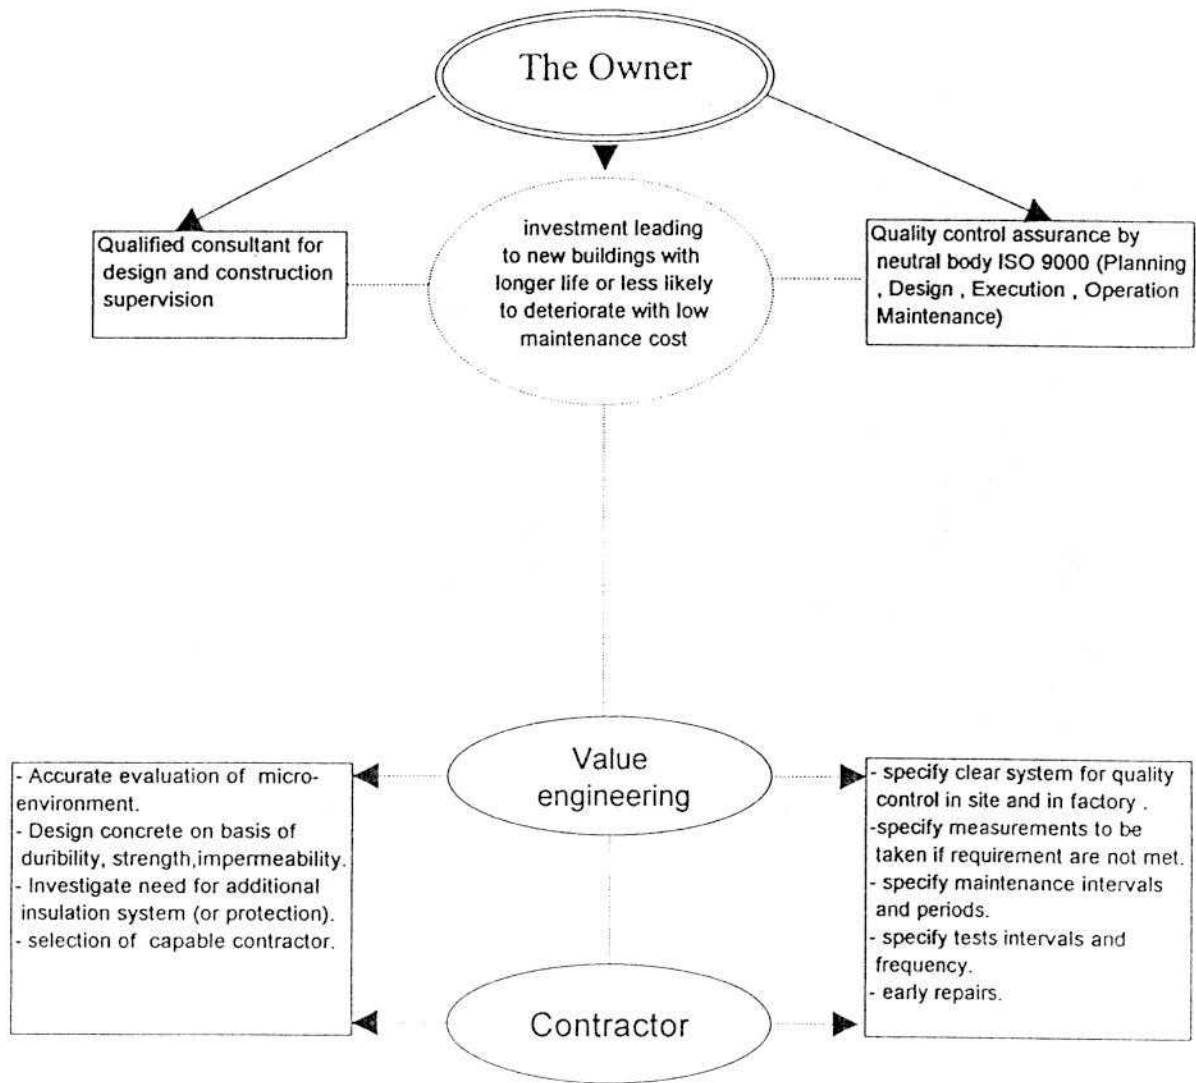 The Owner
Qualified consultant for
design and construction
supervision
investment leading
to new buildings with
longer life or less likely
to deteriorate with low
maintenance cost
Quality control assurance by
neutral body ISO 9000 (Planning
, Design , Execution , Operation
Maintenance)
Value
engineering
- Accurate evaluation of micro-
environment.
- Design concrete on basis of
duribility, strength,impermeability.
- Investigate need for additional
insulation system (or protection).
- selection of capable contractor.
- specify clear system for quality
control in site and in factory .
-specify measurements to be
taken if requirement are not met.
- specify maintenance intervals
and periods.
- specify tests intervals and
frequency.
- early repairs.
Contractor